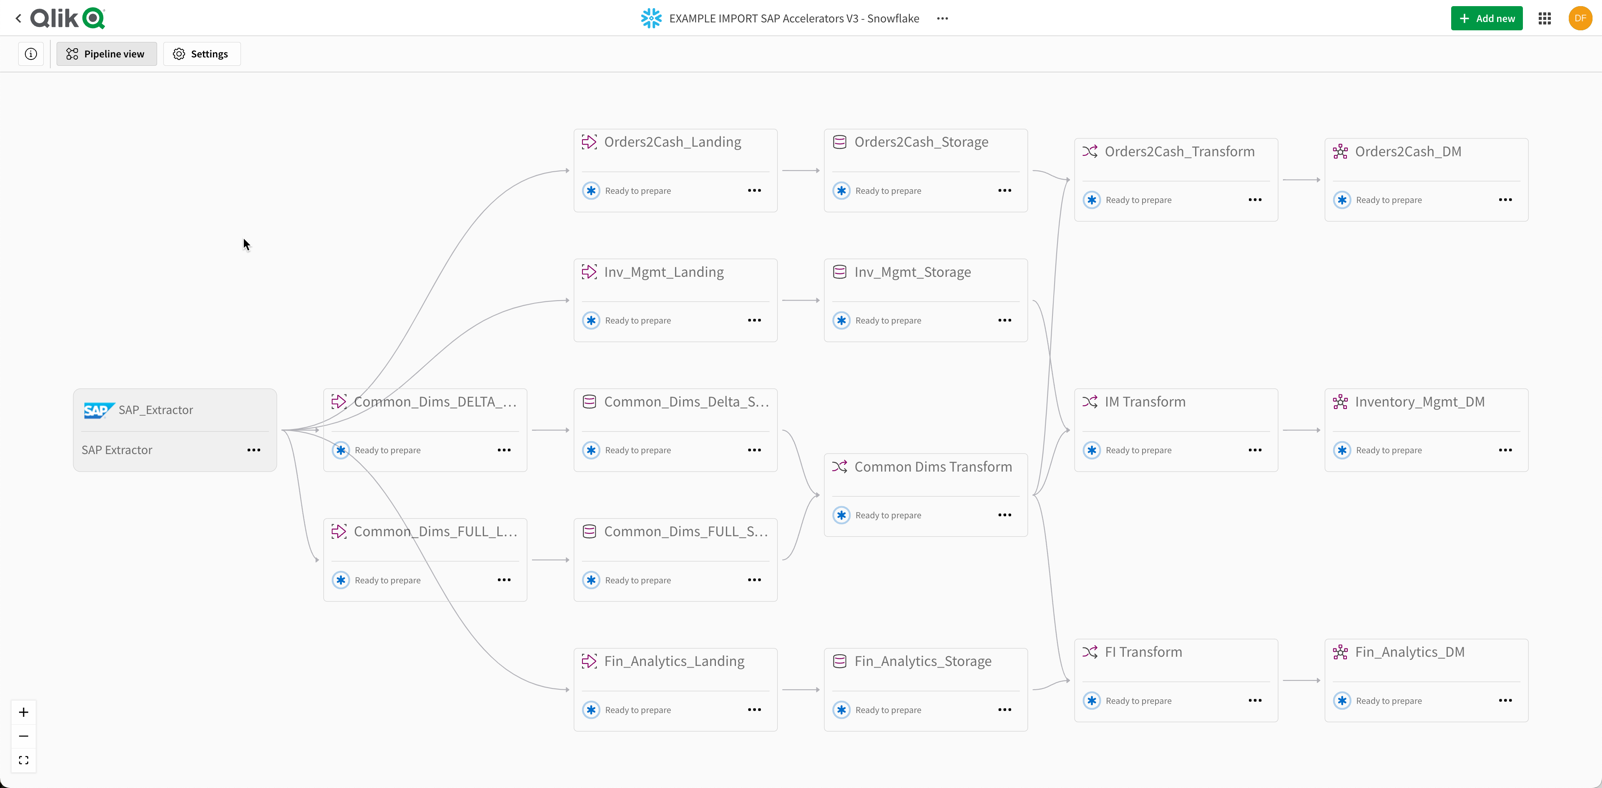 Qlik
EXAMPLE IMPORT SAP Accelerators V3 - Snowflake
Add new
DF
Pipeline view
Settings
Orders2Cash_Landing
Ready to prepare
Orders2Cash_Storage
Ready to prepare
Orders2Cash_Transform
Ready to prepare
Orders2Cash_DM
Ready to prepare
Inv_Mgmt_Landing
Ready to prepare
Inv_Mgmt_Storage
Ready to prepare
SAP
SAP_Extractor
SAP Extractor
Common_Dims_DELTA_...
Ready to prepare
Common_Dims_Delta_S...
Ready to prepare
IM Transform
Ready to prepare
Inventory_Mgmt_DM
Ready to prepare
Common Dims Transform
Ready to prepare
Common_Dims_FULL_L...
Ready to prepare
Common_Dims_FULL_S...
Ready to prepare
Fin_Analytics_Landing
Ready to prepare
Fin_Analytics_Storage
Ready to prepare
FI Transform
Ready to prepare
Fin_Analytics_DM
Ready to prepare